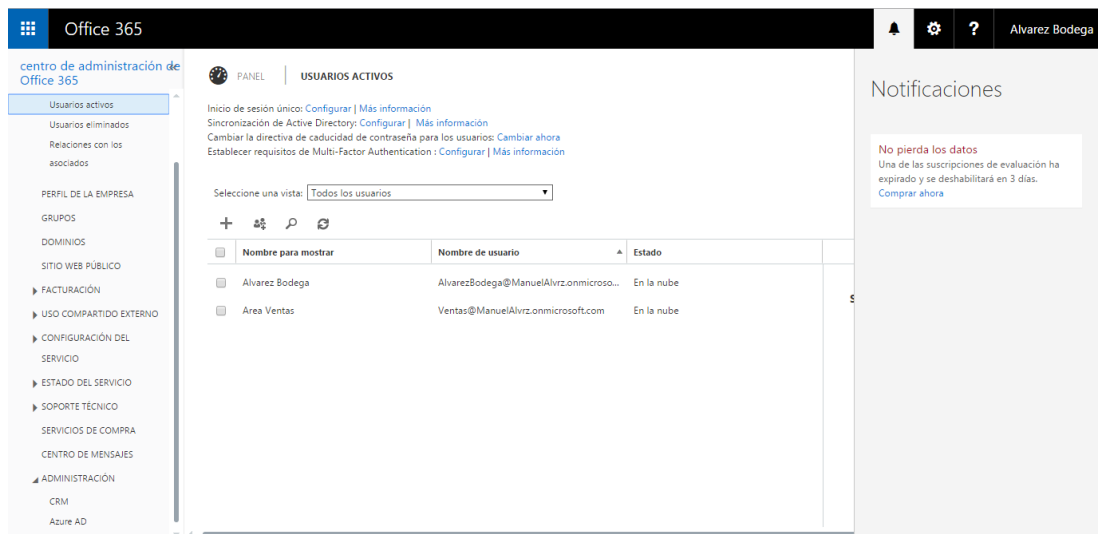 Office 365
?
Alvarez Bodega
centro de administración de
Office 365
Usuarios activos
Usuarios eliminados
Relaciones con los
asociados
PERFIL DE LA EMPRESA
GRUPOS
DOMINIOS
SITIO WEB PÚBLICO
FACTURACIÓN
USO COMPARTIDO EXTERNO
CONFIGURACIÓN DEL
SERVICIO
ESTADO DEL SERVICIO
SOPORTE TÉCNICO
SERVICIOS DE COMPRA
CENTRO DE MENSAJES
ADMINISTRACIÓN
CRM
Azure AD
PANEL | USUARIOS ACTIVOS
Inicio de sesión único: Configurar | Más información
Sincronización de Active Directory: Configurar | Más información
Cambiar la directiva de caducidad de contraseña para los usuarios: Cambiar ahora
Establecer requisitos de Multi-Factor Authentication : Configurar | Más información
Seleccione una vista: Todos los usuarios
Nombre para mostrar Nombre de usuario Estado
Alvarez Bodega AlvarezBodega@ManuelAlvrz.onmicroso... En la nube
Area Ventas Ventas@ManuelAlvrz.onmicrosoft.com En la nube
Notificaciones
No pierda los datos
Una de las suscripciones de evaluación ha
expirado y se deshabilitará en 3 días.
Comprar ahora